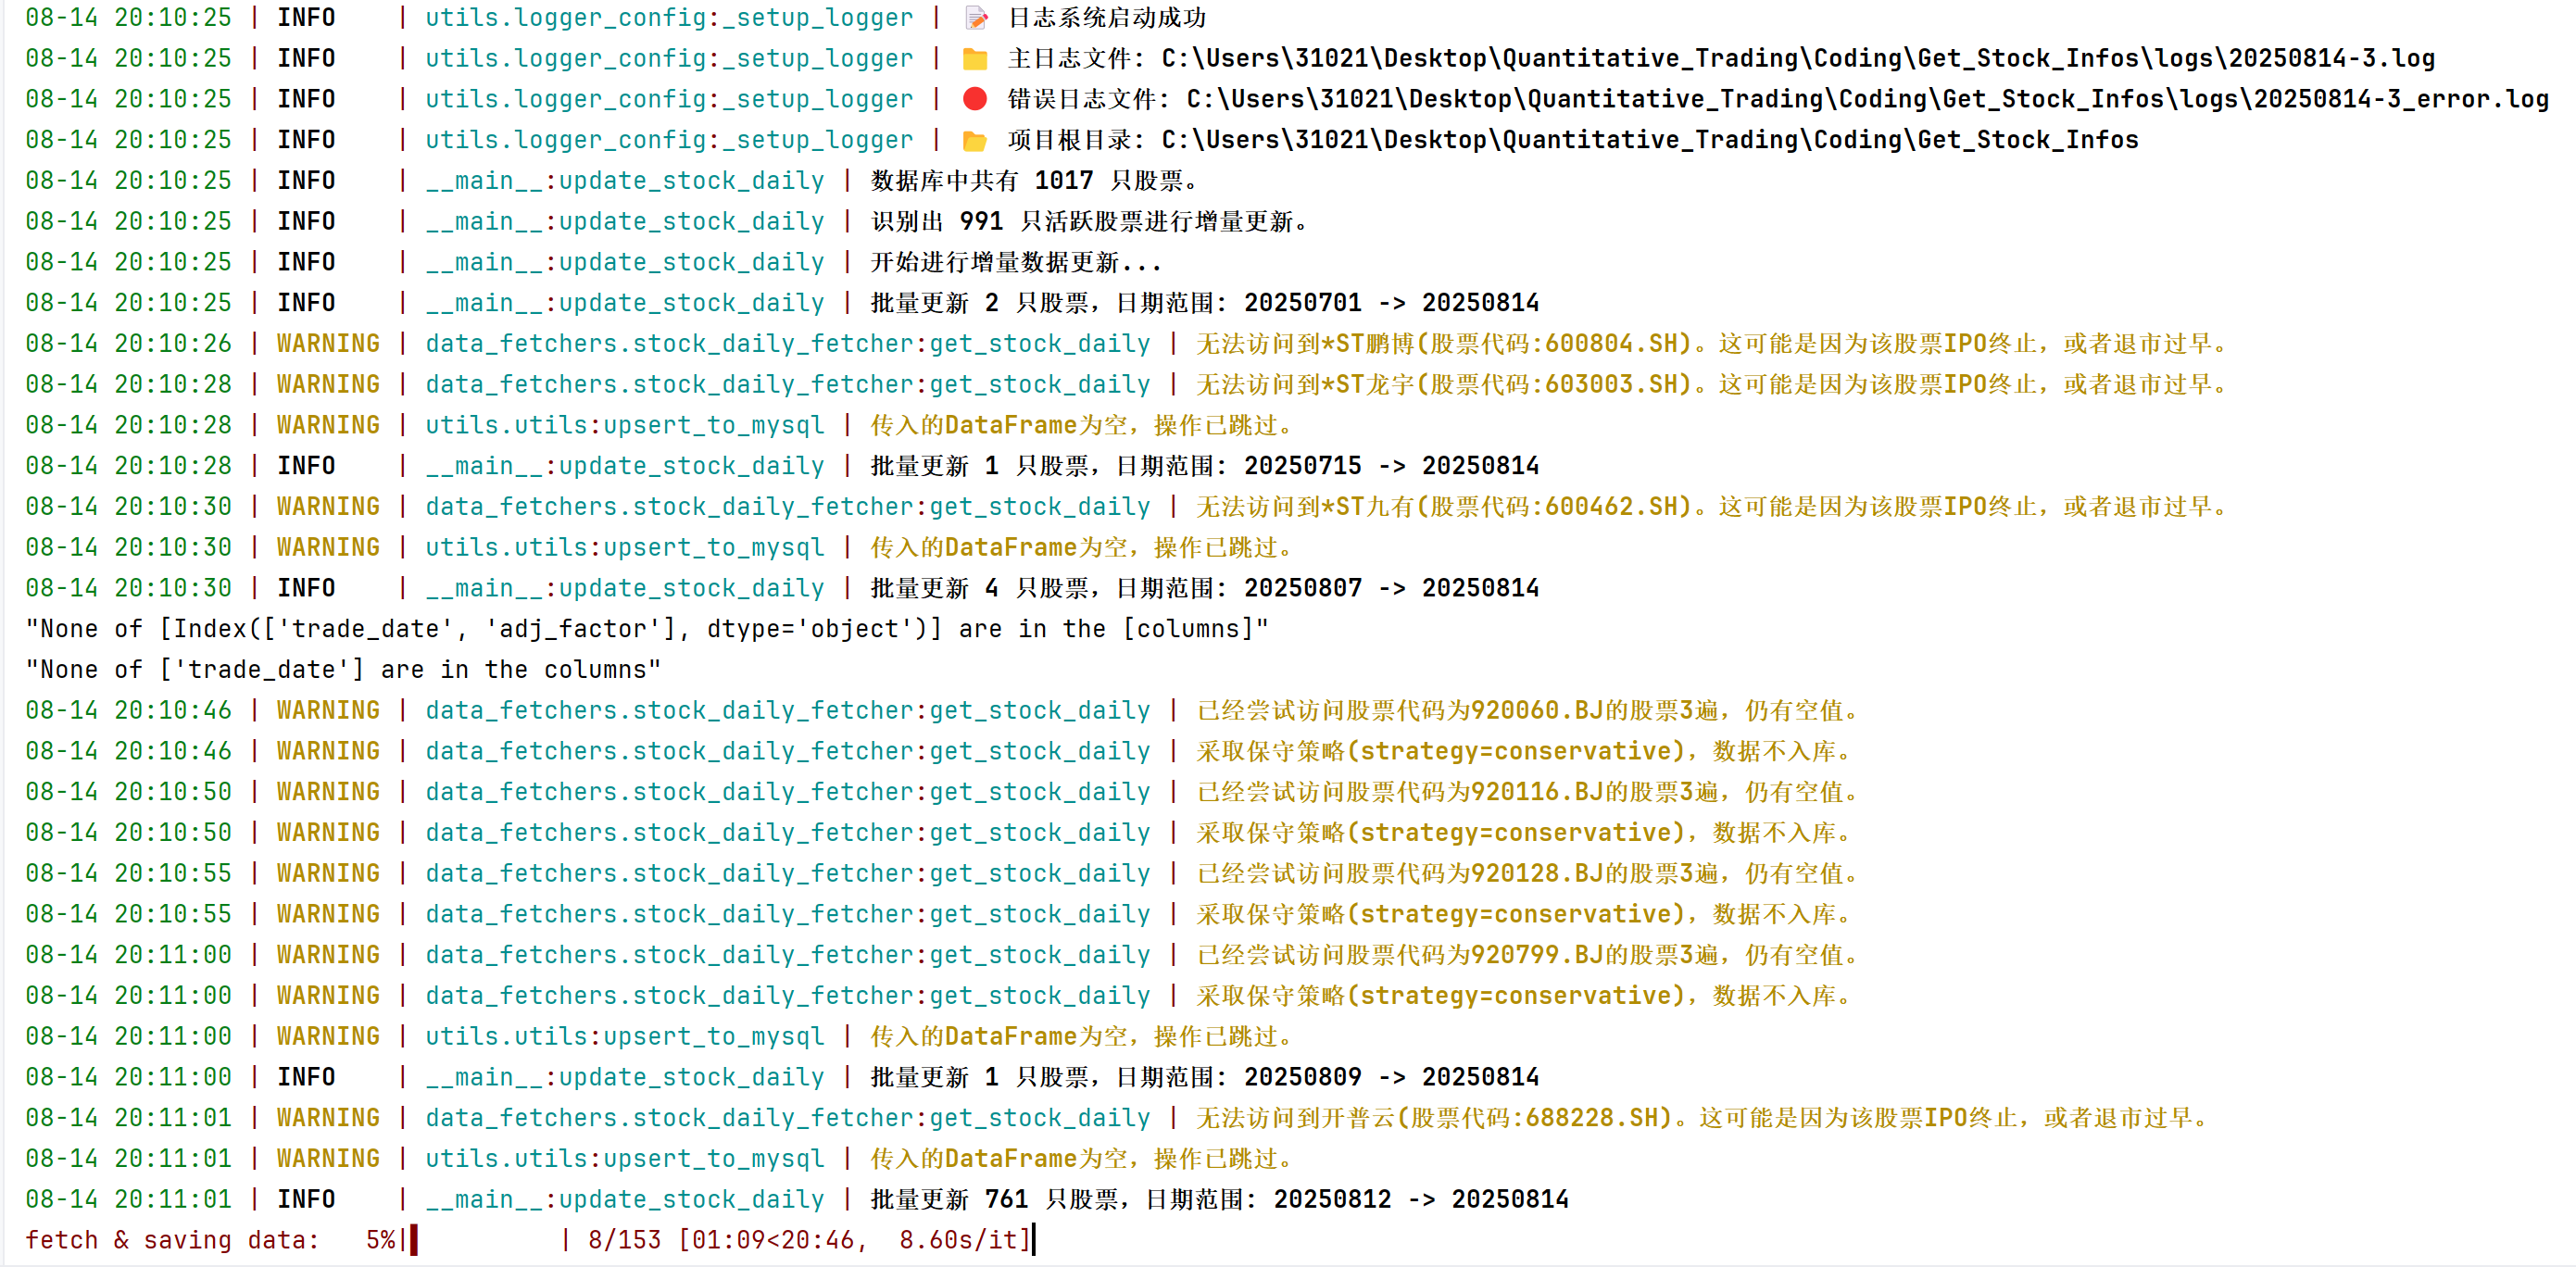 08-14 20:10:25 | INFO    | utils.logger_config:_setup_logger | 📝 日志系统启动成功
08-14 20:10:25 | INFO    | utils.logger_config:_setup_logger | 📁 主日志文件: C:\Users\31021\Desktop\Quantitative_Trading\Coding\Get_Stock_Infos\logs\20250814-3.log
08-14 20:10:25 | INFO    | utils.logger_config:_setup_logger | 🔴 错误日志文件: C:\Users\31021\Desktop\Quantitative_Trading\Coding\Get_Stock_Infos\logs\20250814-3_error.log
08-14 20:10:25 | INFO    | utils.logger_config:_setup_logger | 📂 项目根目录: C:\Users\31021\Desktop\Quantitative_Trading\Coding\Get_Stock_Infos
08-14 20:10:25 | INFO    | __main__:update_stock_daily | 数据库中共有 1017 只股票。
08-14 20:10:25 | INFO    | __main__:update_stock_daily | 识别出 991 只活跃股票进行增量更新。
08-14 20:10:25 | INFO    | __main__:update_stock_daily | 开始进行增量数据更新...
08-14 20:10:25 | INFO    | __main__:update_stock_daily | 批量更新 2 只股票，日期范围: 20250701 -> 20250814
08-14 20:10:26 | WARNING | data_fetchers.stock_daily_fetcher:get_stock_daily | 无法访问到*ST鹏博(股票代码:600804.SH)。这可能是因为该股票IPO终止，或者退市过早。
08-14 20:10:28 | WARNING | data_fetchers.stock_daily_fetcher:get_stock_daily | 无法访问到*ST龙宇(股票代码:603003.SH)。这可能是因为该股票IPO终止，或者退市过早。
08-14 20:10:28 | WARNING | utils.utils:upsert_to_mysql | 传入的DataFrame为空，操作已跳过。
08-14 20:10:28 | INFO    | __main__:update_stock_daily | 批量更新 1 只股票，日期范围: 20250715 -> 20250814
08-14 20:10:30 | WARNING | data_fetchers.stock_daily_fetcher:get_stock_daily | 无法访问到*ST九有(股票代码:600462.SH)。这可能是因为该股票IPO终止，或者退市过早。
08-14 20:10:30 | WARNING | utils.utils:upsert_to_mysql | 传入的DataFrame为空，操作已跳过。
08-14 20:10:30 | INFO    | __main__:update_stock_daily | 批量更新 4 只股票，日期范围: 20250807 -> 20250814
"None of [Index(['trade_date', 'adj_factor'], dtype='object')] are in the [columns]"
"None of ['trade_date'] are in the columns"
08-14 20:10:46 | WARNING | data_fetchers.stock_daily_fetcher:get_stock_daily | 已经尝试访问股票代码为920060.BJ的股票3遍，仍有空值。
08-14 20:10:46 | WARNING | data_fetchers.stock_daily_fetcher:get_stock_daily | 采取保守策略(strategy=conservative)，数据不入库。
08-14 20:10:50 | WARNING | data_fetchers.stock_daily_fetcher:get_stock_daily | 已经尝试访问股票代码为920116.BJ的股票3遍，仍有空值。
08-14 20:10:50 | WARNING | data_fetchers.stock_daily_fetcher:get_stock_daily | 采取保守策略(strategy=conservative)，数据不入库。
08-14 20:10:55 | WARNING | data_fetchers.stock_daily_fetcher:get_stock_daily | 已经尝试访问股票代码为920128.BJ的股票3遍，仍有空值。
08-14 20:10:55 | WARNING | data_fetchers.stock_daily_fetcher:get_stock_daily | 采取保守策略(strategy=conservative)，数据不入库。
08-14 20:11:00 | WARNING | data_fetchers.stock_daily_fetcher:get_stock_daily | 已经尝试访问股票代码为920799.BJ的股票3遍，仍有空值。
08-14 20:11:00 | WARNING | data_fetchers.stock_daily_fetcher:get_stock_daily | 采取保守策略(strategy=conservative)，数据不入库。
08-14 20:11:00 | WARNING | utils.utils:upsert_to_mysql | 传入的DataFrame为空，操作已跳过。
08-14 20:11:00 | INFO    | __main__:update_stock_daily | 批量更新 1 只股票，日期范围: 20250809 -> 20250814
08-14 20:11:01 | WARNING | data_fetchers.stock_daily_fetcher:get_stock_daily | 无法访问到开普云(股票代码:688228.SH)。这可能是因为该股票IPO终止，或者退市过早。
08-14 20:11:01 | WARNING | utils.utils:upsert_to_mysql | 传入的DataFrame为空，操作已跳过。
08-14 20:11:01 | INFO    | __main__:update_stock_daily | 批量更新 761 只股票，日期范围: 20250812 -> 20250814
fetch & saving data:   5%|▌         | 8/153 [01:09<20:46,  8.60s/it]